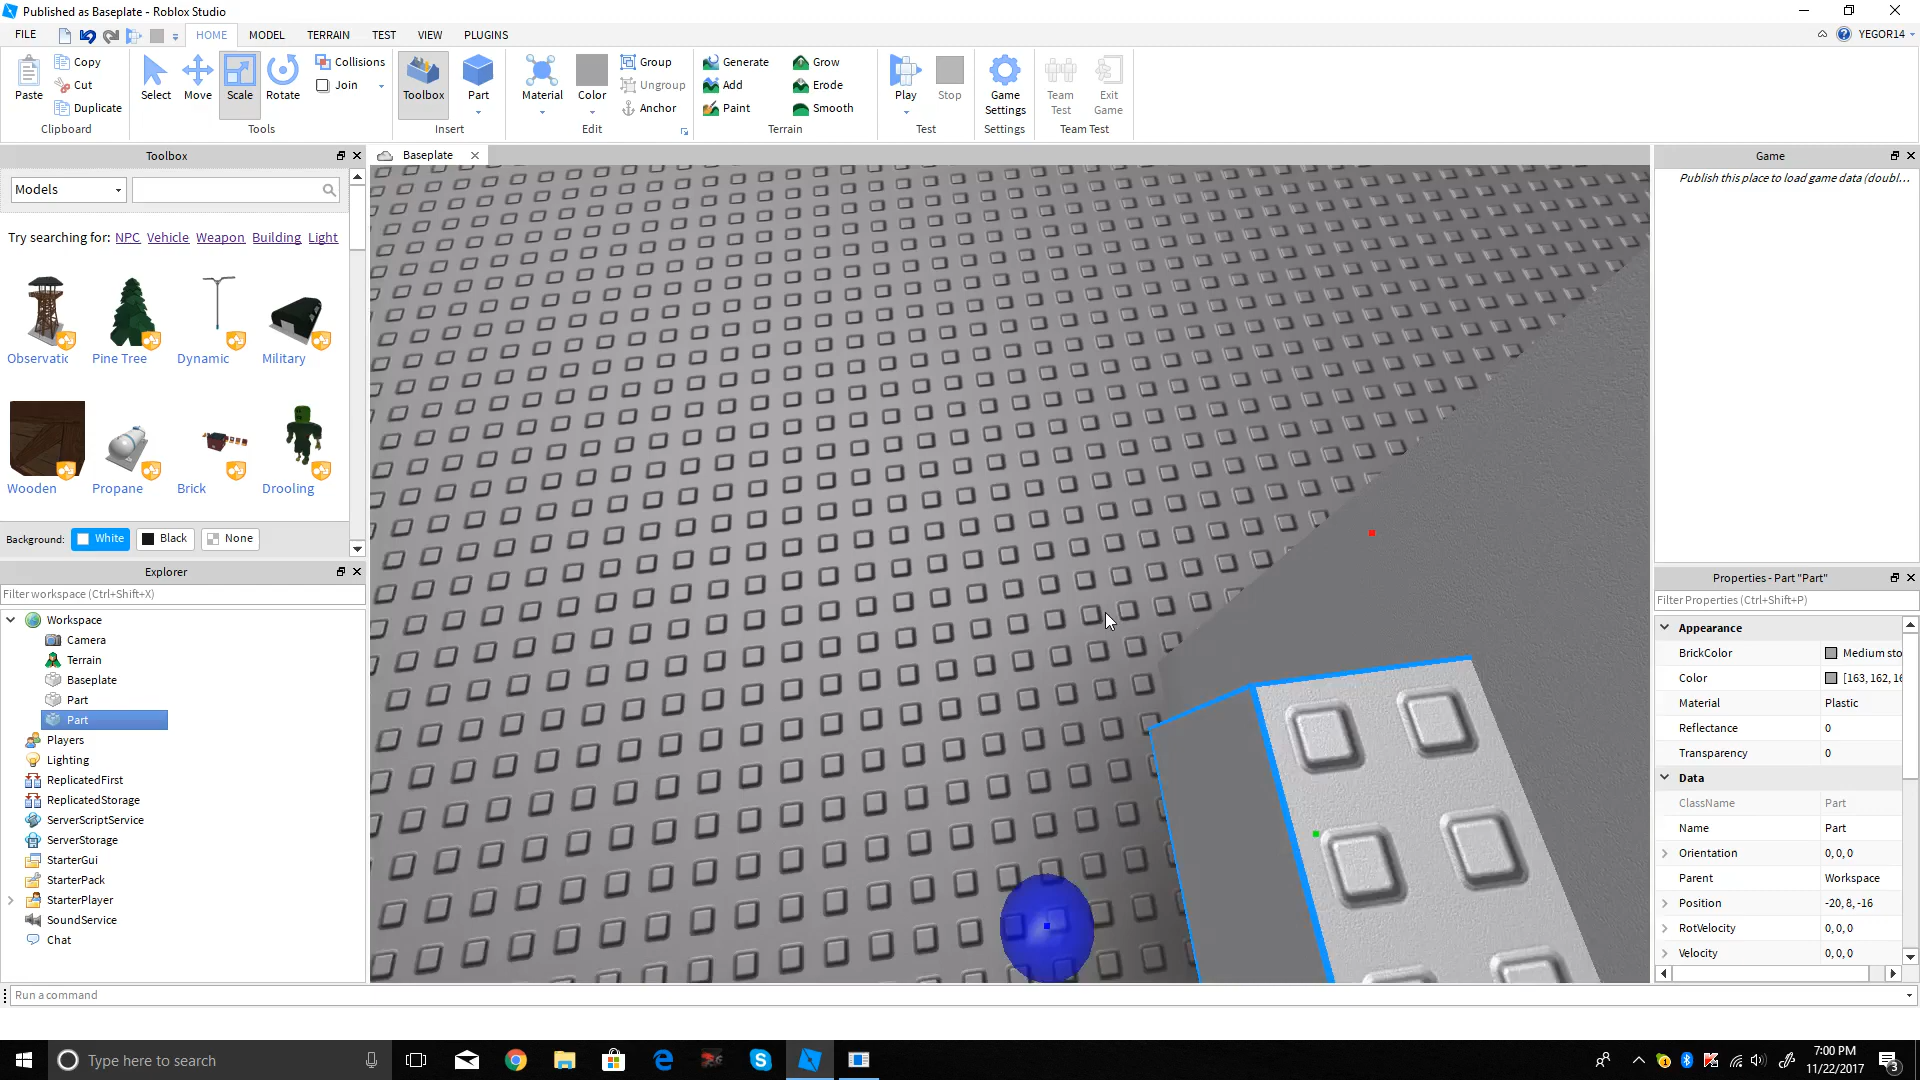 Published as Baseplate - Roblox Studio
FILE HOME MODEL TERRAIN TEST VIEW PLUGINS YEGOR14
Copy
Cut
Paste Duplicate
Clipboard
Select Move Scale Rotate
Collisions
Join
Tools
Toolbox Part
Insert
Material Color
Group
Ungroup
Anchor
Edit
Generate Grow
Add Erode
Paint Smooth
Terrain
Play Stop
Test
Game Settings
Settings
Team Test
Exit Game
Team Test
Toolbox
Models
Try searching for: NPC Vehicle Weapon Building Light
Observatic Pine Tree Dynamic Military
Wooden Propane Brick Drooling
Background: White Black None
Explorer
Filter workspace (Ctrl+Shift+X)
Workspace
Camera
Terrain
Baseplate
Part
Part
Players
Lighting
ReplicatedFirst
ReplicatedStorage
ServerScriptService
ServerStorage
StarterGui
StarterPack
StarterPlayer
SoundService
Chat
Baseplate
Game
Publish this place to load game data (doubl...
Properties - Part "Part"
Filter Properties (Ctrl+Shift+P)
Appearance
BrickColor Medium sto
Color [163, 162, 16
Material Plastic
Reflectance 0
Transparency 0
Data
ClassName Part
Name Part
Orientation 0, 0, 0
Parent Workspace
Position -20, 8, -16
RotVelocity 0, 0, 0
Velocity 0, 0, 0
Run a command
Type here to search
7:00 PM
11/22/2017
3